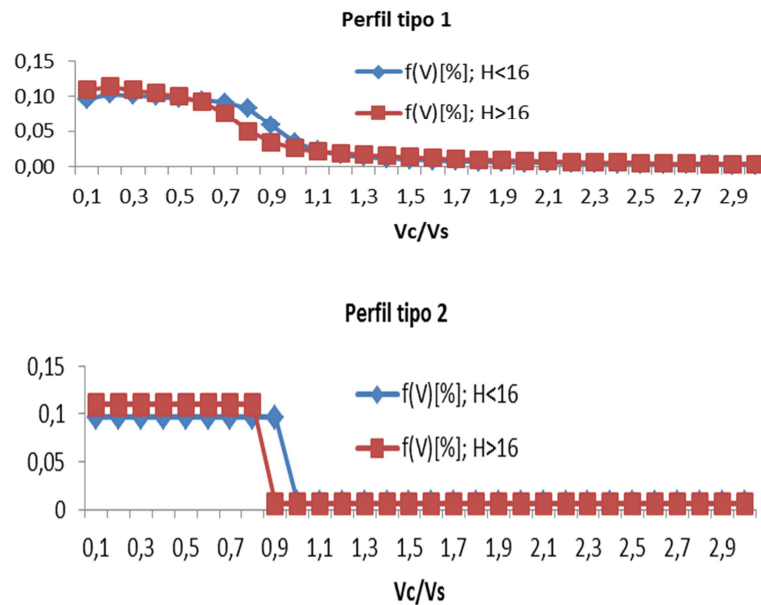 Perfil tipo 1
0,15
0,10
0,05
0,00
f(V)[%]; H<16
f(V)[%]; H>16
0,1 0,3 0,5 0,7 0,9 1,1 1,3 1,5 1,7 1,9 2,1 2,3 2,5 2,7 2,9
Vc/Vs
Perfil tipo 2
0,15
0,1
0,05
0
f(V)[%]; H<16
f(V)[%]; H>16
0,1 0,3 0,5 0,7 0,9 1,1 1,3 1,5 1,7 1,9 2,1 2,3 2,5 2,7 2,9
Vc/Vs